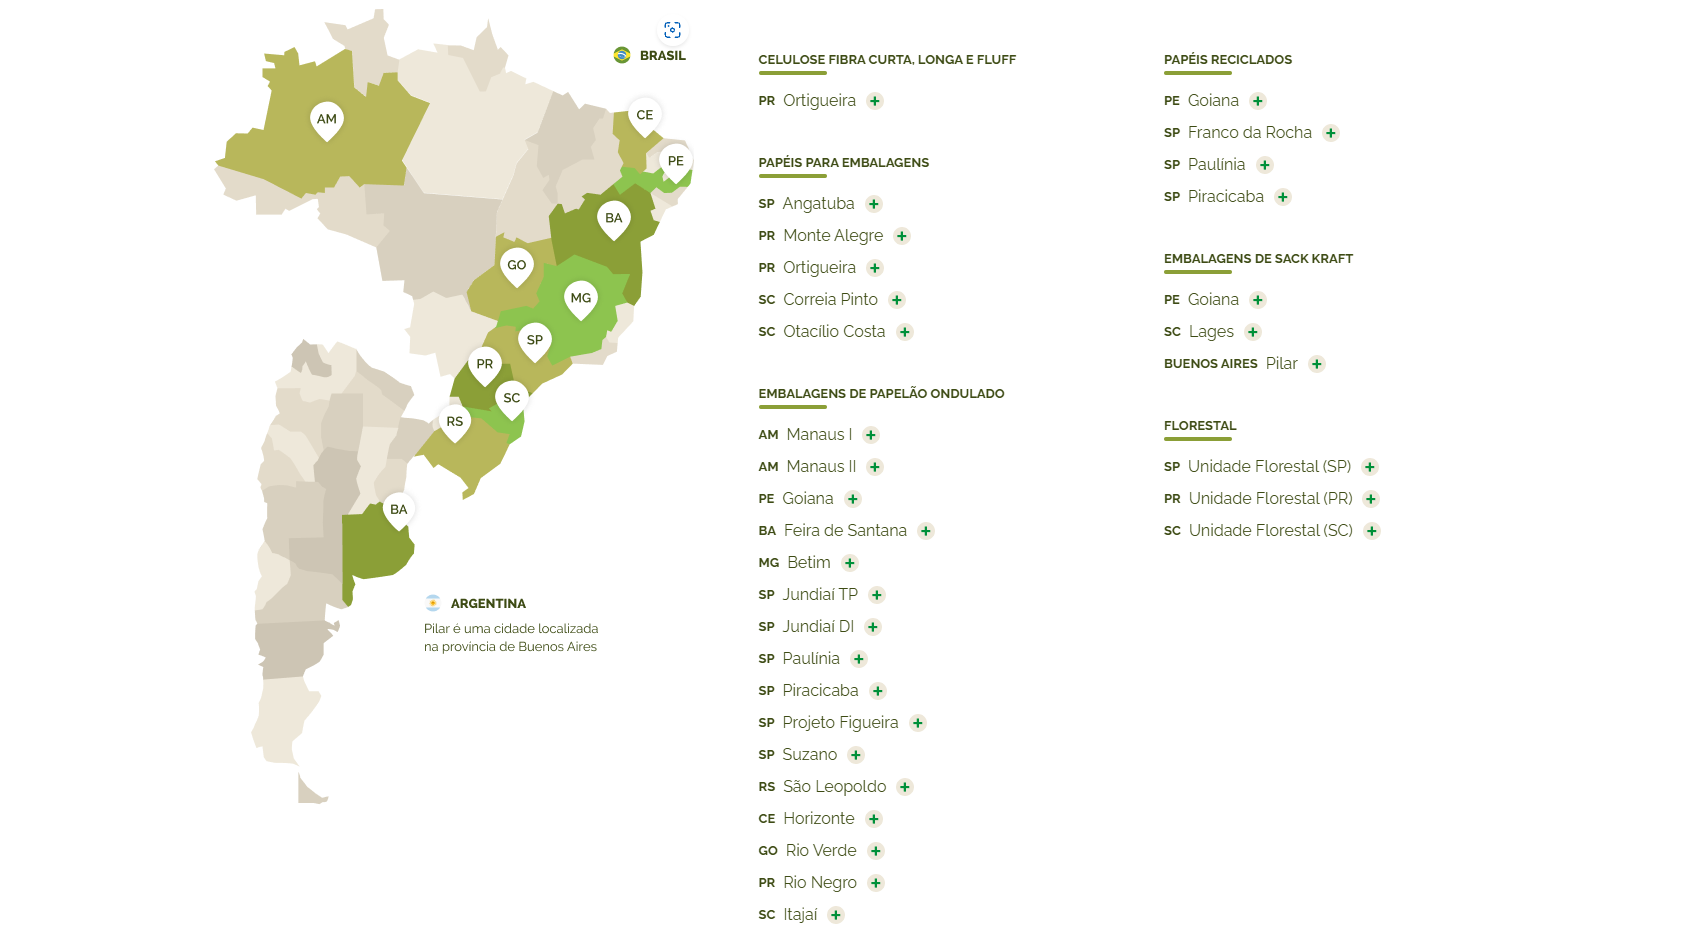 BRASIL
AM
CE
PE
BA
GO
MG
SP
PR
SC
RS
BA
ARGENTINA
Pilar é uma cidade localizada
na província de Buenos Aires
CELULOSE FIBRA CURTA, LONGA E FLUFF
PR Ortigueira +
PAPÉIS PARA EMBALAGENS
SP Angatuba +
PR Monte Alegre +
PR Ortigueira +
SC Correia Pinto +
SC Otacílio Costa +
EMBALAGENS DE PAPELÃO ONDULADO
AM Manaus I +
AM Manaus II +
PE Goiana +
BA Feira de Santana +
MG Betim +
SP Jundiaí TP +
SP Jundiaí DI +
SP Paulínia +
SP Piracicaba +
SP Projeto Figueira +
SP Suzano +
RS São Leopoldo +
CE Horizonte +
GO Rio Verde +
PR Rio Negro +
SC Itajaí +
PAPÉIS RECICLADOS
PE Goiana +
SP Franco da Rocha +
SP Paulínia +
SP Piracicaba +
EMBALAGENS DE SACK KRAFT
PE Goiana +
SC Lages +
BUENOS AIRES Pilar +
FLORESTAL
SP Unidade Florestal (SP) +
PR Unidade Florestal (PR) +
SC Unidade Florestal (SC) +